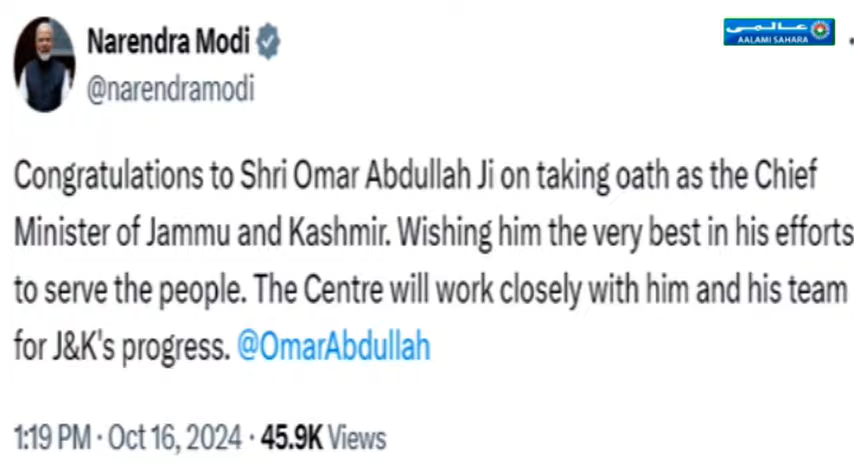 Narendra Modi
@narendramodi
عالمی
AALAMI SAHARA
Congratulations to Shri Omar Abdullah Ji on taking oath as the Chief
Minister of Jammu and Kashmir. Wishing him the very best in his efforts
to serve the people. The Centre will work closely with him and his team
for J&K's progress. @OmarAbdullah
1:19 PM · Oct 16, 2024 · 45.9K Views